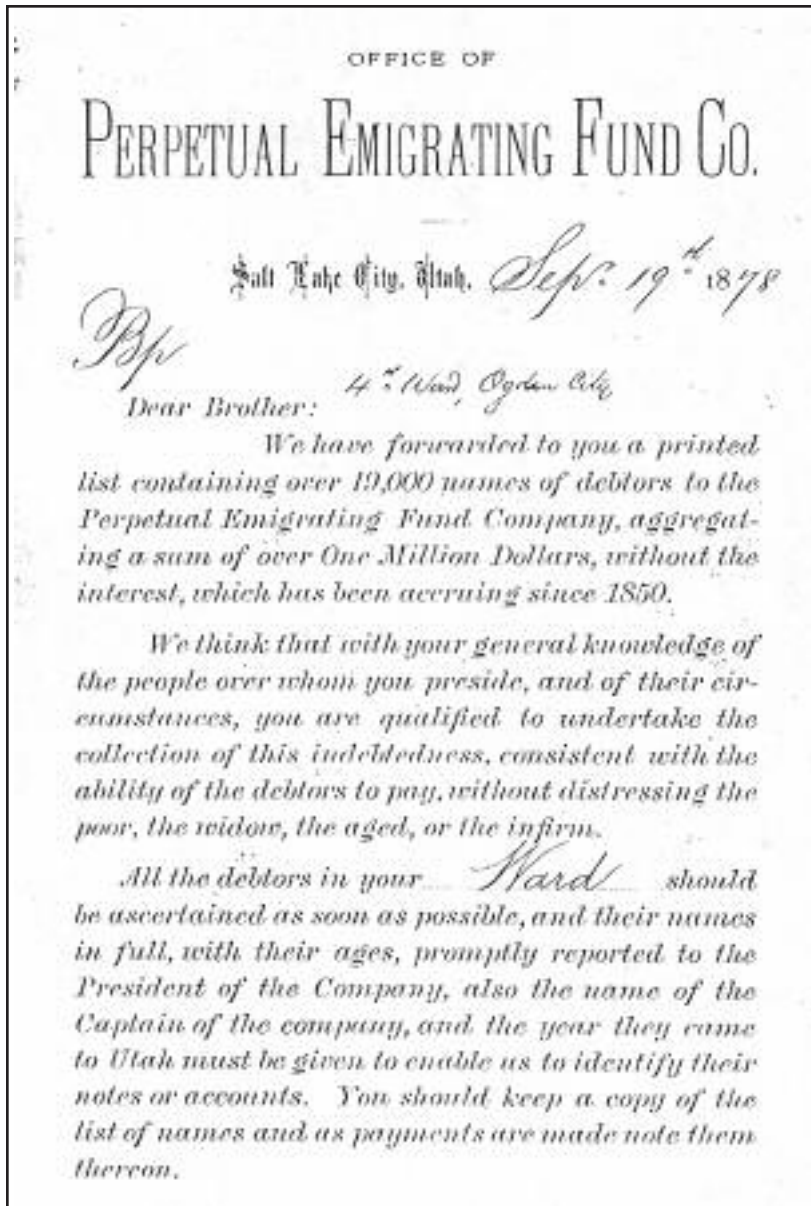 OFFICE OF
PERPETUAL EMIGRATING FUND CO.
Salt Lake City, Utah, Sep. 19th 1878
Bp
4th Ward, Ogden City
Dear Brother:
We have forwarded to you a printed
list containing over 19,000 names of debtors to the
Perpetual Emigrating Fund Company, aggregat-
ing a sum of over One Million Dollars, without the
interest, which has been accruing since 1850.
We think that with your general knowledge of
the people over whom you preside, and of their cir-
cumstances, you are qualified to undertake the
collection of this indebtedness, consistent with the
ability of the debtors to pay, without distressing the
poor, the widow, the aged, or the infirm.
All the debtors in your Ward should
be ascertained as soon as possible, and their names
in full, with their ages, promptly reported to the
President of the Company, also the name of the
Captain of the company, and the year they came
to Utah must be given to enable us to identify their
notes or accounts. You should keep a copy of the
list of names and as payments are made note them
thereon.